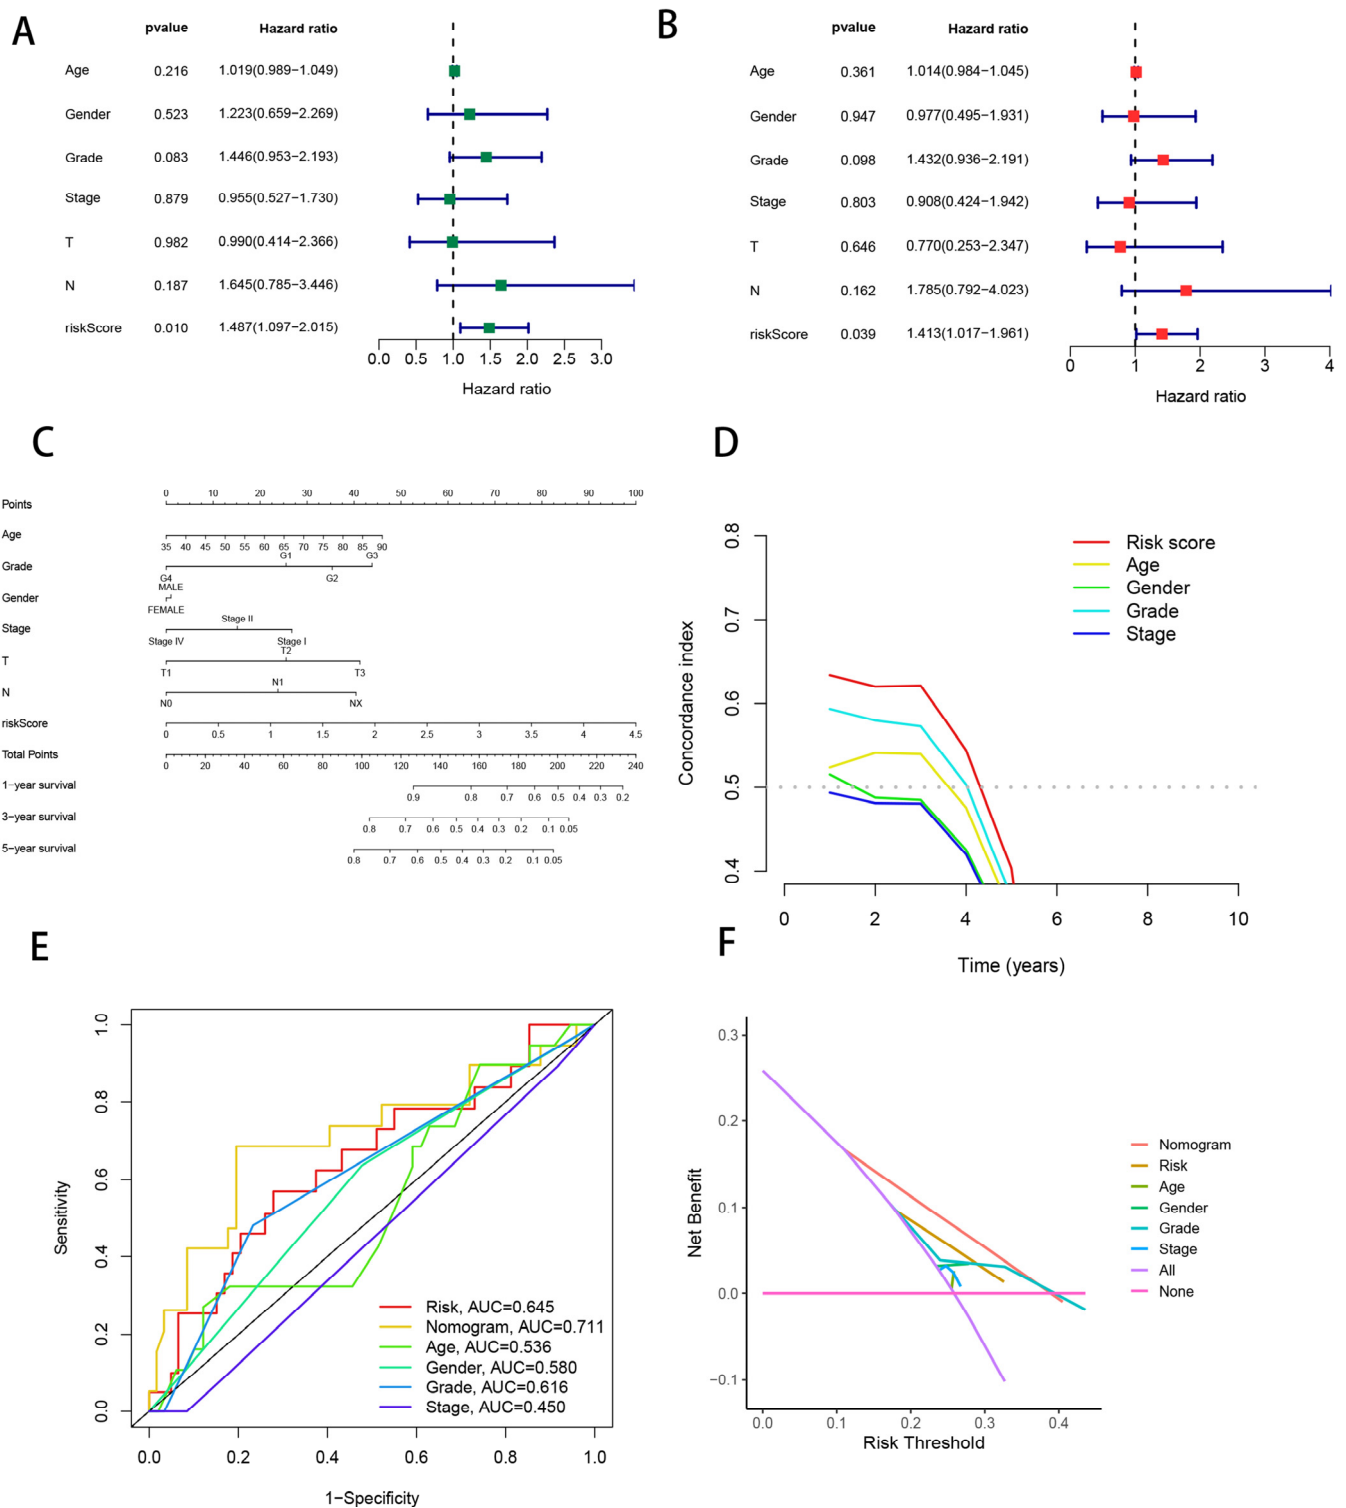 A
pvalue Hazard ratio
Age 0.216 1.019(0.989−1.049)
Gender 0.523 1.223(0.659−2.269)
Grade 0.083 1.446(0.953−2.193)
Stage 0.879 0.955(0.527−1.730)
T 0.982 0.990(0.414−2.366)
N 0.187 1.645(0.785−3.446)
riskScore 0.010 1.487(1.097−2.015)
0.0 0.5 1.0 1.5 2.0 2.5 3.0
Hazard ratio
B
pvalue Hazard ratio
Age 0.361 1.014(0.984−1.045)
Gender 0.947 0.977(0.495−1.931)
Grade 0.098 1.432(0.936−2.191)
Stage 0.803 0.908(0.424−1.942)
T 0.646 0.770(0.253−2.347)
N 0.162 1.785(0.792−4.023)
riskScore 0.039 1.413(1.017−1.961)
0 1 2 3 4
Hazard ratio
C
0 10 20 30 40 50 60 70 80 90 100
Points
Age
35 40 45 50 55 60 65 70 75 80 85 90
G1 G3
Grade
G4 G2
MALE
Gender
FEMALE
Stage II
Stage
Stage IV Stage I
T2
T
T1 T3
N1
N
N0 NX
riskScore
0 0.5 1 1.5 2 2.5 3 3.5 4 4.5
Total Points
0 20 40 60 80 100 120 140 160 180 200 220 240
1−year survival
0.9 0.8 0.7 0.6 0.5 0.4 0.3 0.2
3−year survival
0.8 0.7 0.6 0.5 0.4 0.3 0.2 0.1 0.05
5−year survival
0.8 0.7 0.6 0.5 0.4 0.3 0.2 0.1 0.05
D
Concordance index
0.8
0.7
0.6
0.5
0.4
Risk score
Age
Gender
Grade
Stage
0 2 4 6 8 10
Time (years)
E
Sensitivity
1.0
0.8
0.6
0.4
0.2
0.0
Risk, AUC=0.645
Nomogram, AUC=0.711
Age, AUC=0.536
Gender, AUC=0.580
Grade, AUC=0.616
Stage, AUC=0.450
0.0 0.2 0.4 0.6 0.8 1.0
1−Specificity
F
Net Benefit
0.3
0.2
0.1
0.0
−0.1
Nomogram
Risk
Age
Gender
Grade
Stage
All
None
0.0 0.1 0.2 0.3 0.4
Risk Threshold